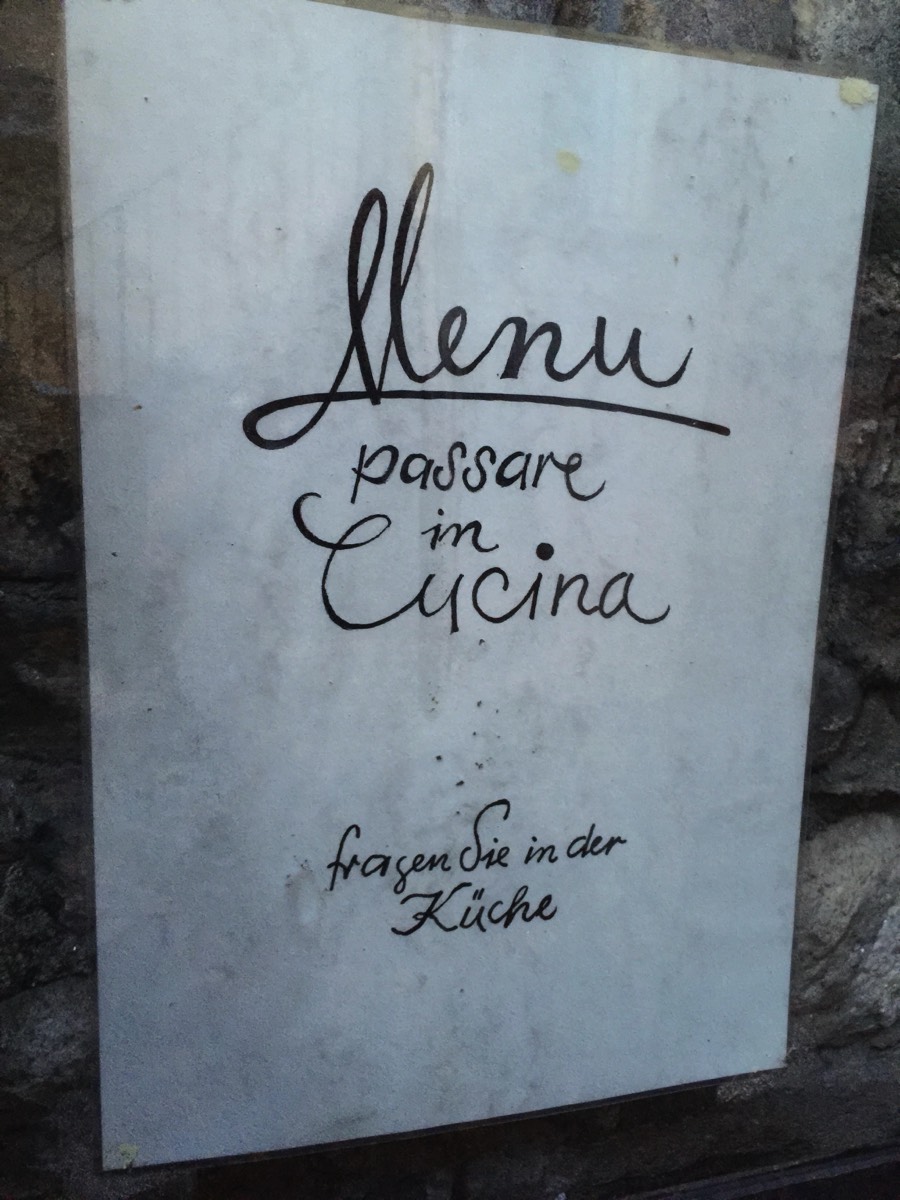 Menu
passare
in
Cucina
fragen Sie in der
Küche